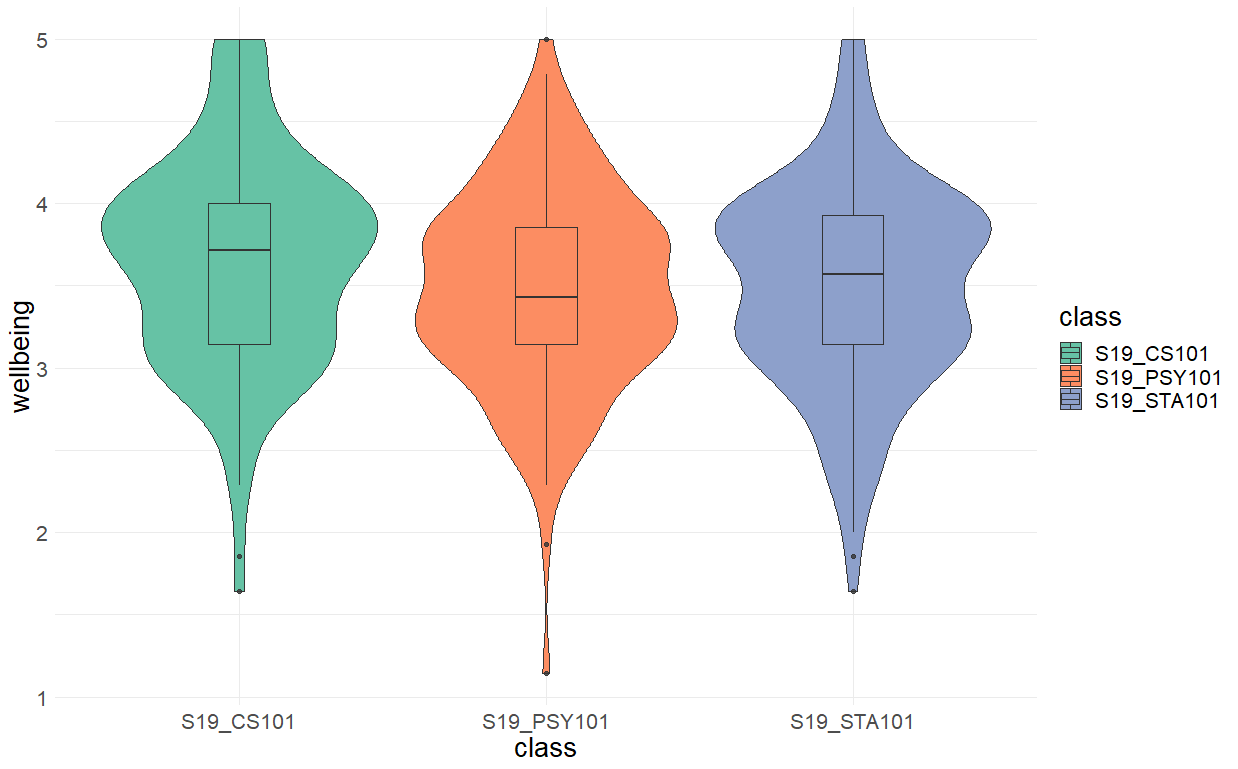 5
4
3
2
1
wellbeing
S19_CS101 S19_PSY101 S19_STA101
class
class
S19_CS101
S19_PSY101
S19_STA101